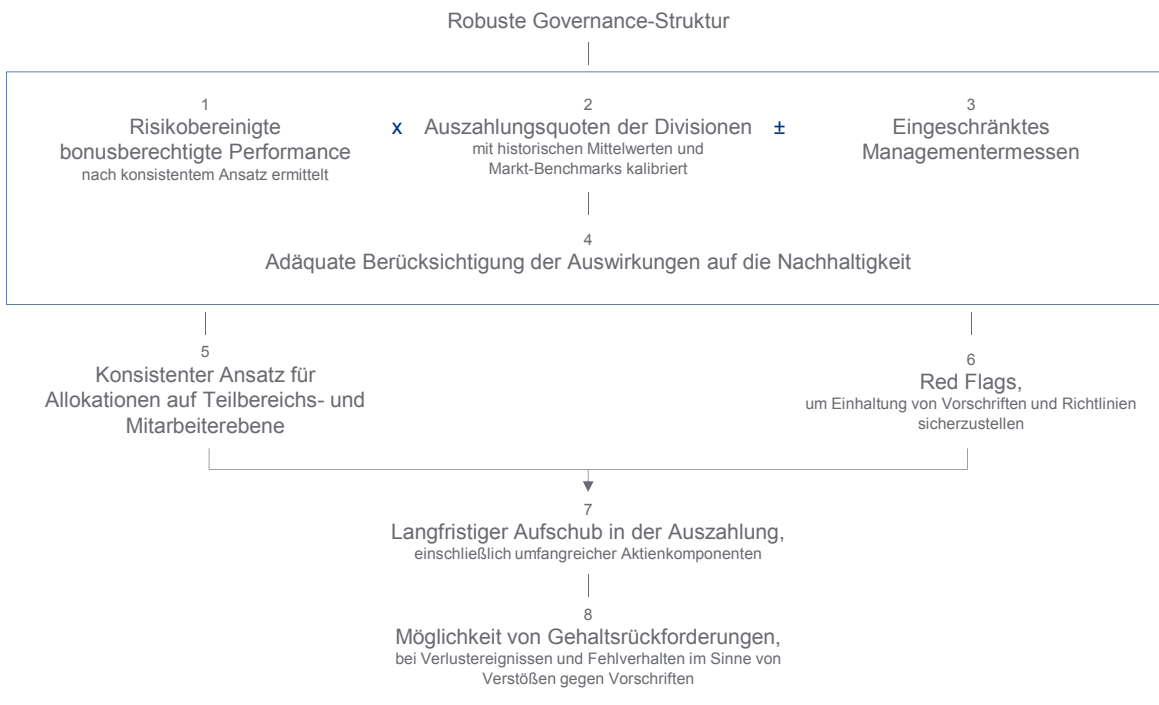 Robuste Governance-Struktur
1
Risikobereinigte
bonusberechtigte Performance
nach konsistentem Ansatz ermittelt
x
2
Auszahlungsquoten der Divisionen
mit historischen Mittelwerten und
Markt-Benchmarks kalibriert
±
3
Eingeschränktes
Managementermessen
4
Adäquate Berücksichtigung der Auswirkungen auf die Nachhaltigkeit
5
Konsistenter Ansatz für
Allokationen auf Teilbereichs- und
Mitarbeiterebene
6
Red Flags,
um Einhaltung von Vorschriften und Richtlinien
sicherzustellen
7
Langfristiger Aufschub in der Auszahlung,
einschließlich umfangreicher Aktienkomponenten
8
Möglichkeit von Gehaltsrückforderungen,
bei Verlustereignissen und Fehlverhalten im Sinne von
Verstößen gegen Vorschriften